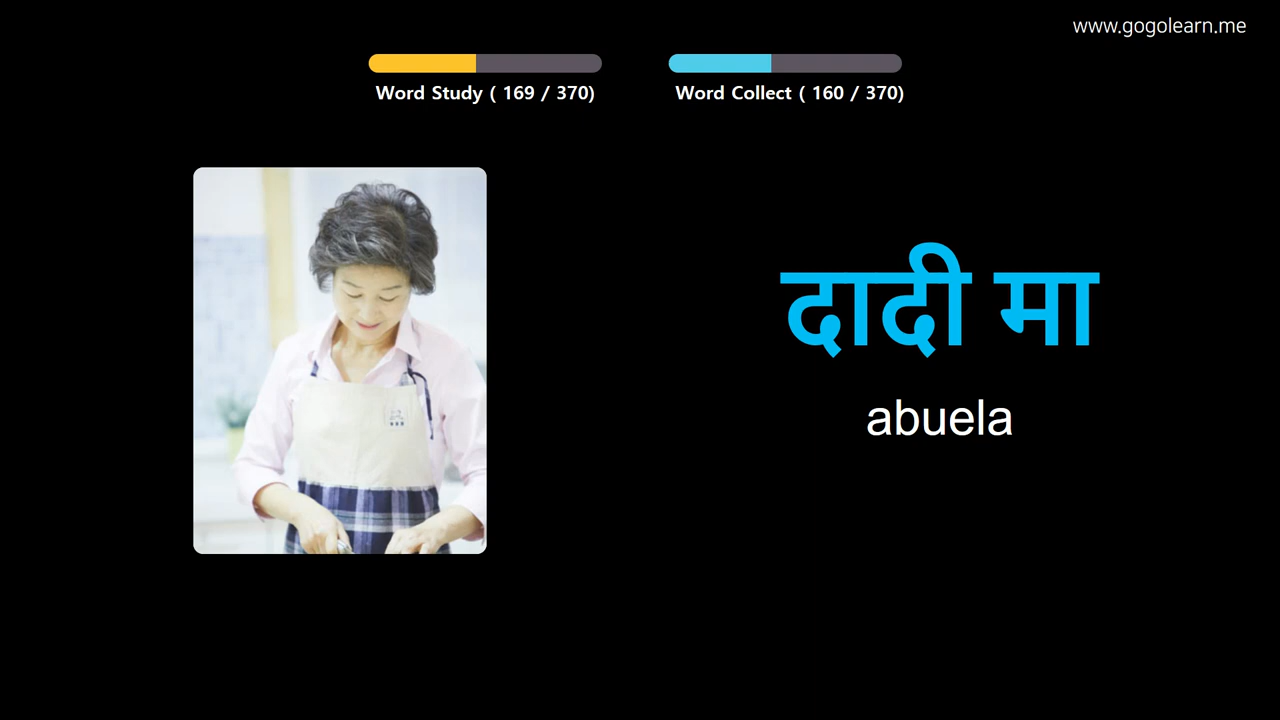 www.gogolearn.me
Word Study ( 169 / 370)
Word Collect ( 160 / 370)
दादी मा
abuela